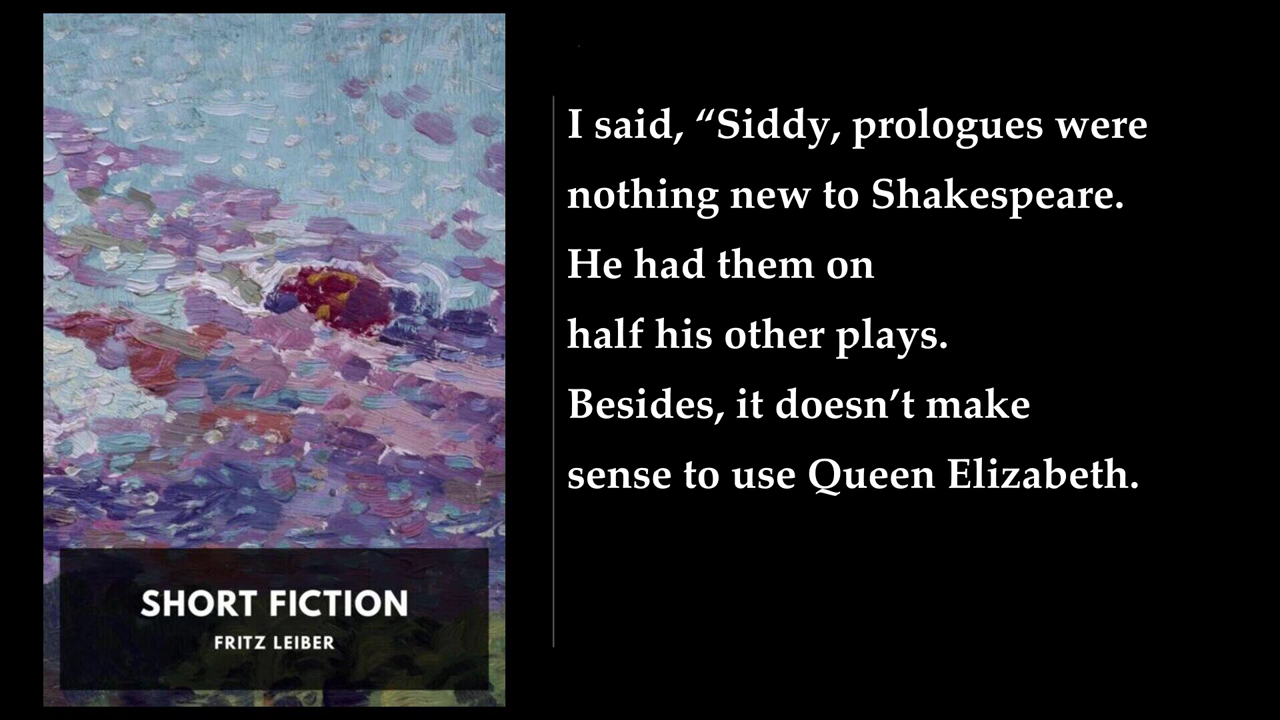 I said, “Siddy, prologues were
nothing new to Shakespeare.
He had them on
half his other plays.
Besides, it doesn’t make
sense to use Queen Elizabeth.
SHORT FICTION
FRITZ LEIBER